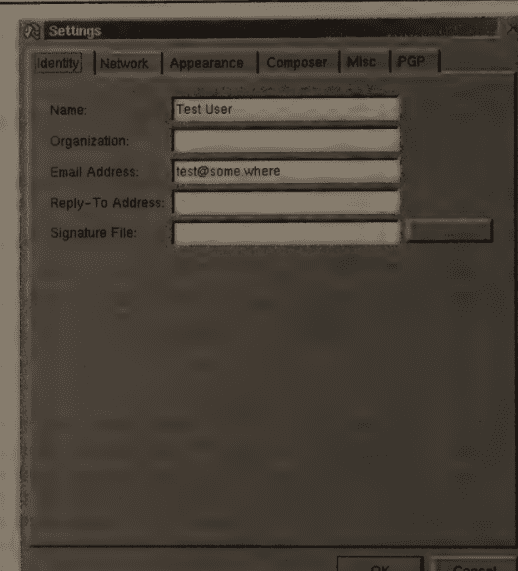 Settings
Identity Network Appearance Composer Misc PGP
Name: Test User
Organization:
Email Address: test@some.where
Reply-To Address:
Signature File:
OK Cancel